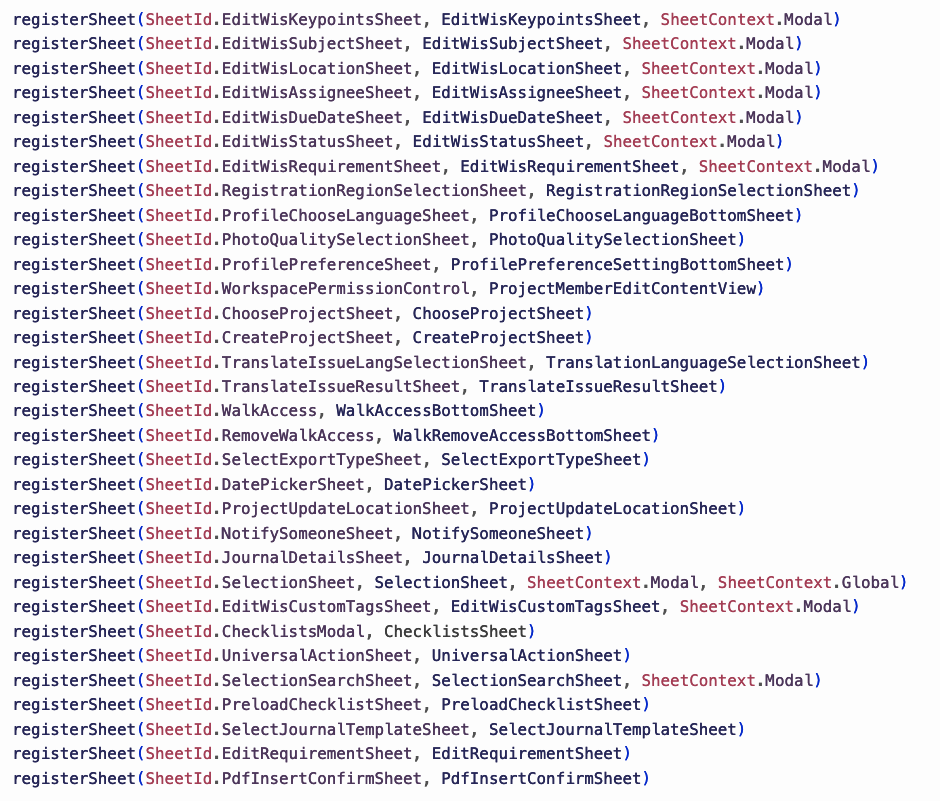 registerSheet(SheetId.EditWisKeypointsSheet, EditWisKeypointsSheet, SheetContext.Modal)
registerSheet(SheetId.EditWisSubjectSheet, EditWisSubjectSheet, SheetContext.Modal)
registerSheet(SheetId.EditWisLocationSheet, EditWisLocationSheet, SheetContext.Modal)
registerSheet(SheetId.EditWisAssigneeSheet, EditWisAssigneeSheet, SheetContext.Modal)
registerSheet(SheetId.EditWisDueDateSheet, EditWisDueDateSheet, SheetContext.Modal)
registerSheet(SheetId.EditWisStatusSheet, EditWisStatusSheet, SheetContext.Modal)
registerSheet(SheetId.EditWisRequirementSheet, EditWisRequirementSheet, SheetContext.Modal)
registerSheet(SheetId.RegistrationRegionSelectionSheet, RegistrationRegionSelectionSheet)
registerSheet(SheetId.ProfileChooseLanguageSheet, ProfileChooseLanguageBottomSheet)
registerSheet(SheetId.PhotoQualitySelectionSheet, PhotoQualitySelectionSheet)
registerSheet(SheetId.ProfilePreferenceSheet, ProfilePreferenceSettingBottomSheet)
registerSheet(SheetId.WorkspacePermissionControl, ProjectMemberEditContentView)
registerSheet(SheetId.ChooseProjectSheet, ChooseProjectSheet)
registerSheet(SheetId.CreateProjectSheet, CreateProjectSheet)
registerSheet(SheetId.TranslateIssueLangSelectionSheet, TranslationLanguageSelectionSheet)
registerSheet(SheetId.TranslateIssueResultSheet, TranslateIssueResultSheet)
registerSheet(SheetId.WalkAccess, WalkAccessBottomSheet)
registerSheet(SheetId.RemoveWalkAccess, WalkRemoveAccessBottomSheet)
registerSheet(SheetId.SelectExportTypeSheet, SelectExportTypeSheet)
registerSheet(SheetId.DatePickerSheet, DatePickerSheet)
registerSheet(SheetId.ProjectUpdateLocationSheet, ProjectUpdateLocationSheet)
registerSheet(SheetId.NotifySomeoneSheet, NotifySomeoneSheet)
registerSheet(SheetId.JournalDetailsSheet, JournalDetailsSheet)
registerSheet(SheetId.SelectionSheet, SelectionSheet, SheetContext.Modal, SheetContext.Global)
registerSheet(SheetId.EditWisCustomTagsSheet, EditWisCustomTagsSheet, SheetContext.Modal)
registerSheet(SheetId.ChecklistsModal, ChecklistsSheet)
registerSheet(SheetId.UniversalActionSheet, UniversalActionSheet)
registerSheet(SheetId.SelectionSearchSheet, SelectionSearchSheet, SheetContext.Modal)
registerSheet(SheetId.PreloadChecklistSheet, PreloadChecklistSheet)
registerSheet(SheetId.SelectJournalTemplateSheet, SelectJournalTemplateSheet)
registerSheet(SheetId.EditRequirementSheet, EditRequirementSheet)
registerSheet(SheetId.PdfInsertConfirmSheet, PdfInsertConfirmSheet)